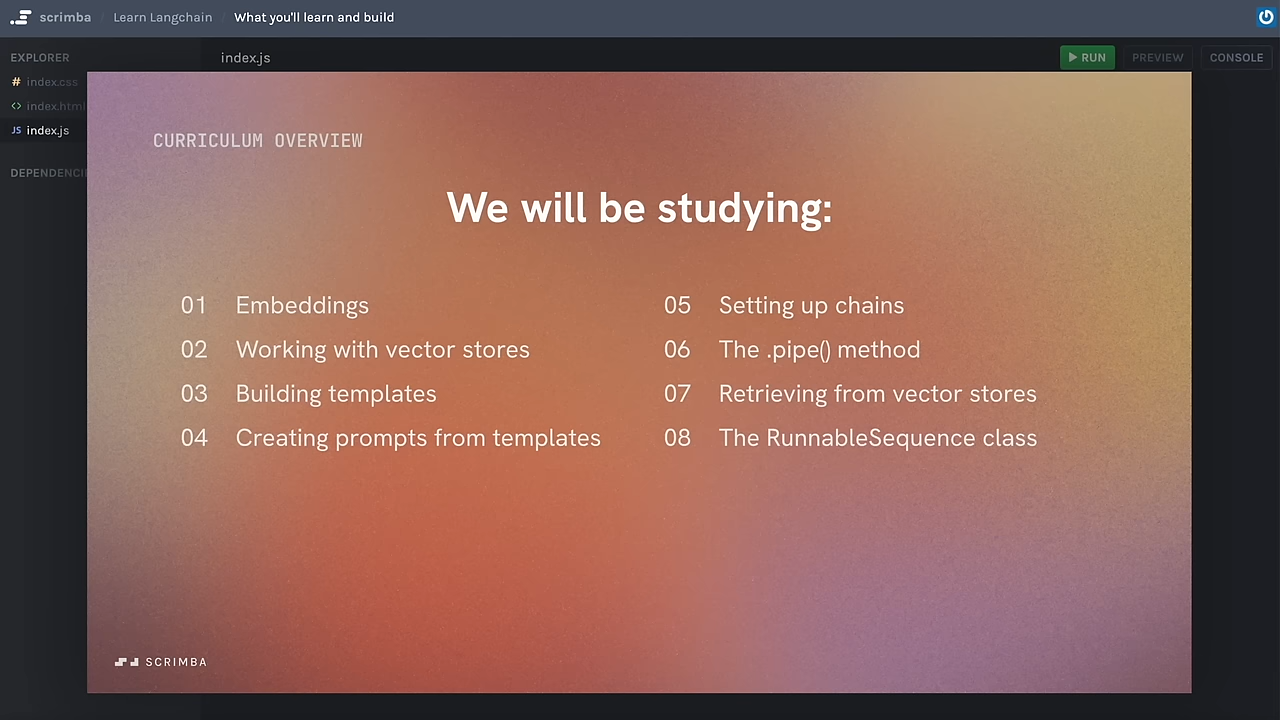 scrimba / Learn Langchain / What you'll learn and build
EXPLORER
index.js
RUN
PREVIEW
CONSOLE
# index.css
<> index.html
JS index.js
DEPENDENCI
CURRICULUM OVERVIEW
We will be studying:
01 Embeddings
02 Working with vector stores
03 Building templates
04 Creating prompts from templates
05 Setting up chains
06 The .pipe() method
07 Retrieving from vector stores
08 The RunnableSequence class
SCRIMBA